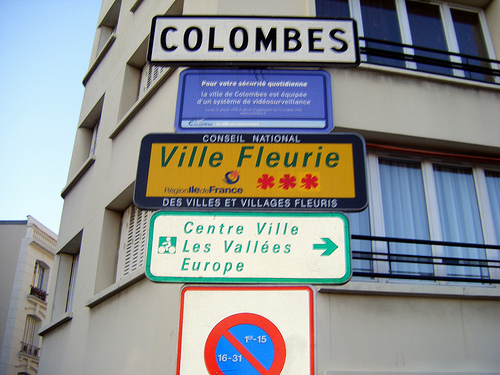 COLOMBES
Pour votre sécurité quotidienne
la ville de Colombes est équipée
d'un système de vidéosurveillance
CONSEIL NATIONAL
Ville Fleurie
RégionIledeFrance
DES VILLES ET VILLAGES FLEURIS
Centre Ville
Les Vallées
Europe
1er-15
16-31